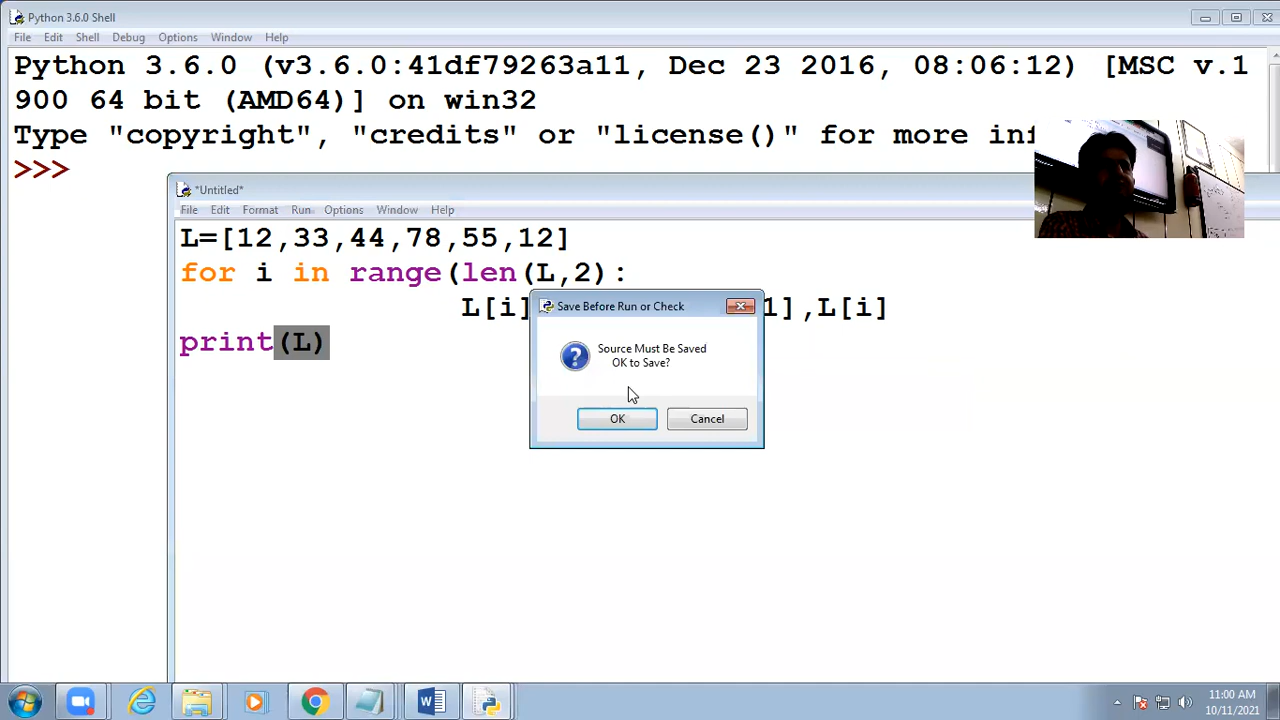 Python 3.6.0 Shell
File Edit Shell Debug Options Window Help
Python 3.6.0 (v3.6.0:41df79263a11, Dec 23 2016, 08:06:12) [MSC v.1
900 64 bit (AMD64)] on win32
Type "copyright", "credits" or "license()" for more inf
>>>
*Untitled*
File Edit Format Run Options Window Help
L=[12,33,44,78,55,12]
for i in range(len(L,2):
L[i] 1],L[i]
print(L)
Save Before Run or Check
Source Must Be Saved
OK to Save?
OK Cancel
11:00 AM
10/11/2021